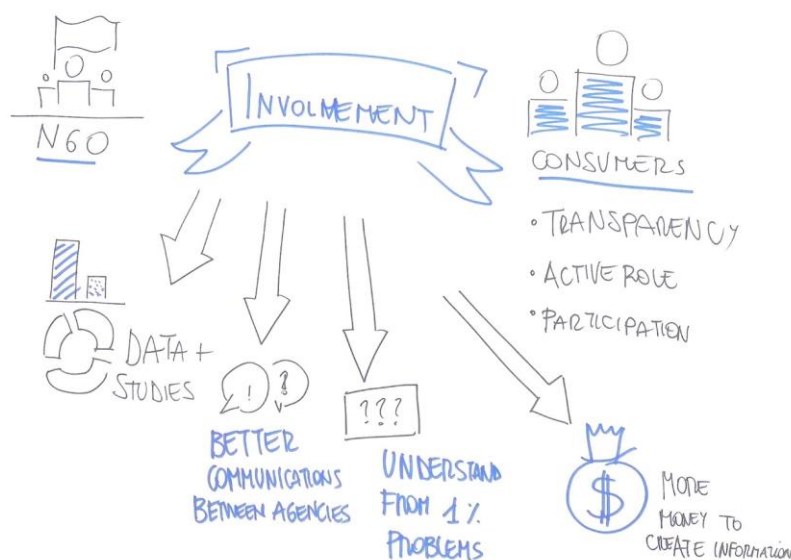 INVOLMEMENT
NGO
CONSUMERS
• TRANSPARENCY
• ACTIVE ROLE
• PARTICIPATION
DATA +
STUDIES
! ?
BETTER
COMMUNICATIONS
BETWEEN AGENCIES
???
UNDERSTAND
FROM 1%
PROBLEMS
$
MORE
MONEY TO
CREATE INFORMATION